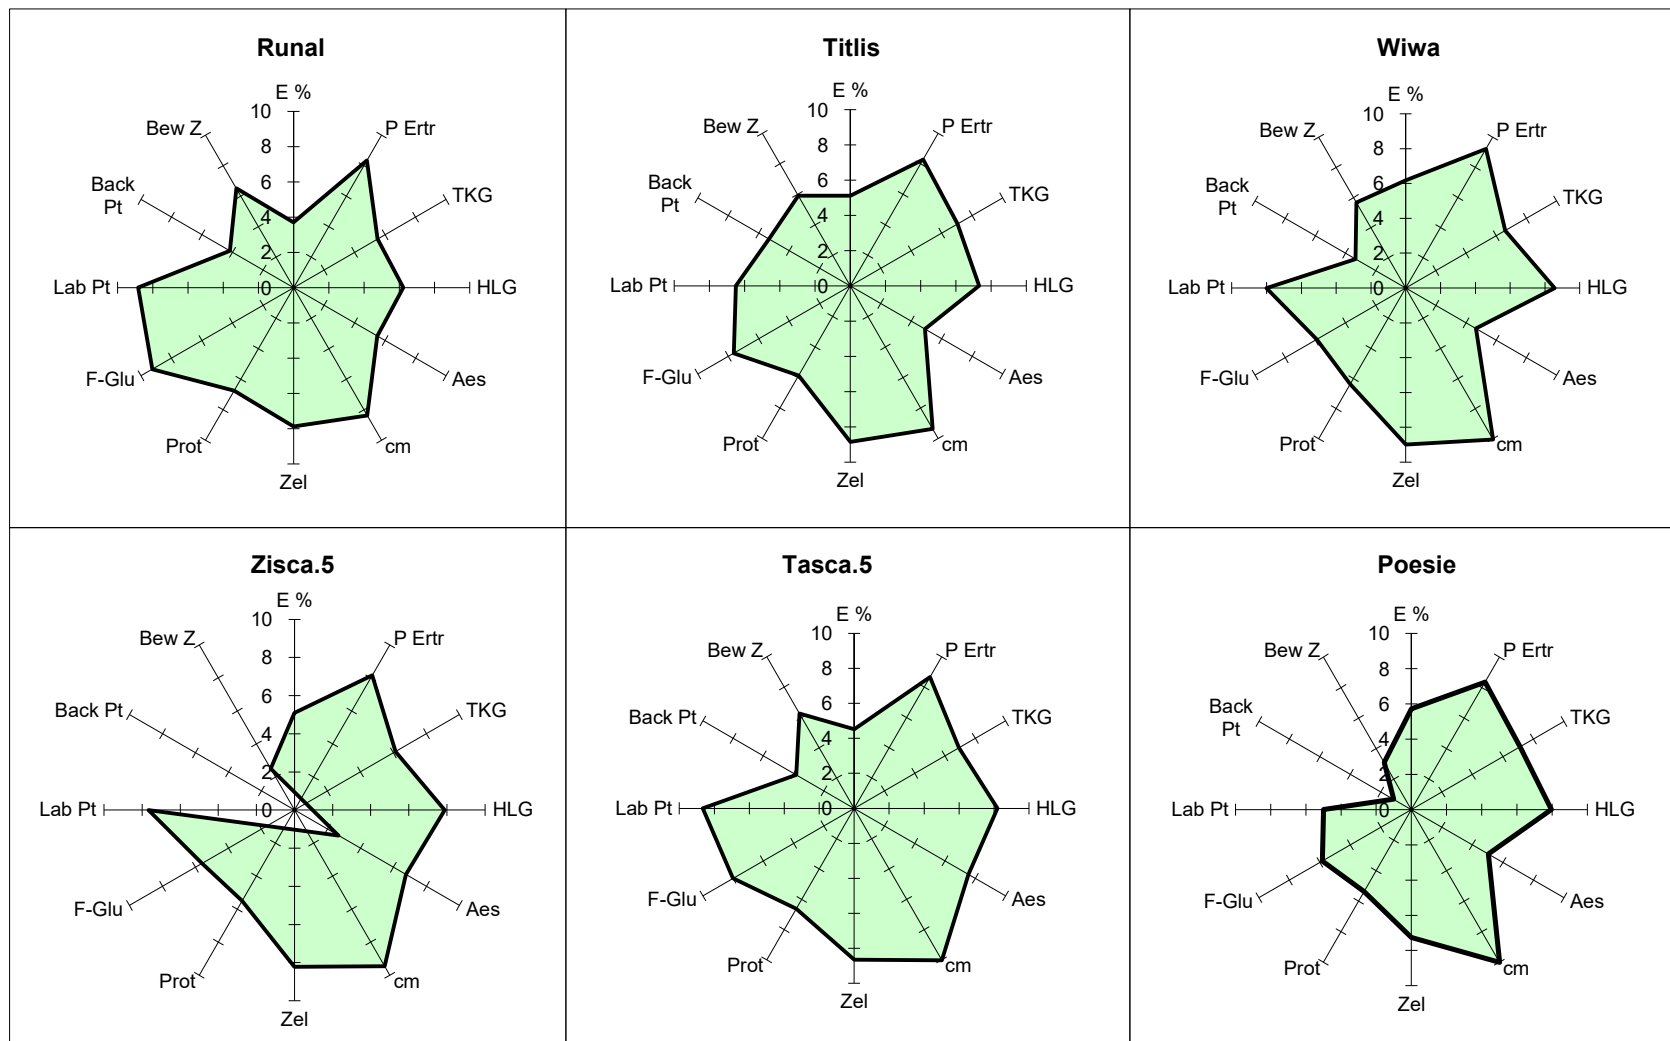 Runal
E %
10
8
6
4
2
0
P Ertr
TKG
HLG
Aes
cm
Zel
Prot
F-Glu
Lab Pt
Back
Pt
Bew Z
Titlis
E %
10
8
6
4
2
0
P Ertr
TKG
HLG
Aes
cm
Zel
Prot
F-Glu
Lab Pt
Back
Pt
Bew Z
Wiwa
E %
10
8
6
4
2
0
P Ertr
TKG
HLG
Aes
cm
Zel
Prot
F-Glu
Lab Pt
Back
Pt
Bew Z
Zisca.5
E %
10
8
6
4
2
0
P Ertr
TKG
HLG
Aes
cm
Zel
Prot
F-Glu
Lab Pt
Back Pt
Bew Z
Tasca.5
E %
10
8
6
4
2
0
P Ertr
TKG
HLG
Aes
cm
Zel
Prot
F-Glu
Lab Pt
Back Pt
Bew Z
Poesie
E %
10
8
6
4
2
0
P Ertr
TKG
HLG
Aes
cm
Zel
Prot
F-Glu
Lab Pt
Back
Pt
Bew Z